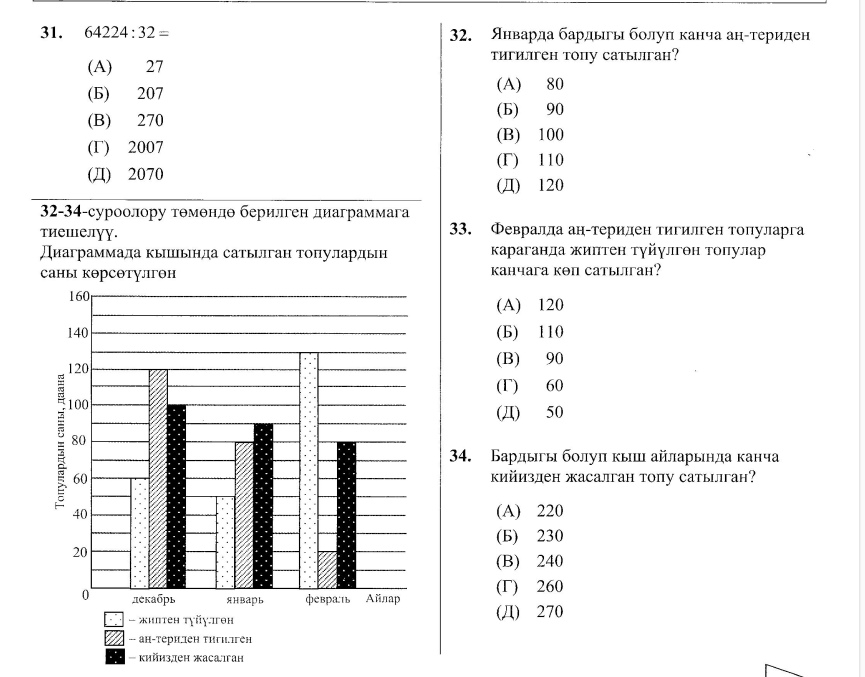 31. 64224 : 32 =
(А) 27
(Б) 207
(В) 270
(Г) 2007
(Д) 2070
32-34-суроолору төмөндө берилген диаграммага
тиешелүү.
Диаграммада кышында сатылган топулардын
саны көрсөтүлгөн
160
140
120
100
80
60
40
20
0
Топулардын саны, даана
декабрь январь февраль Айлар
– жиптен түйүлгөн
– аң-териден тигилген
– кийизден жасалган
32. Январда бардыгы болуп канча аң-териден
тигилген топу сатылган?
(А) 80
(Б) 90
(В) 100
(Г) 110
(Д) 120
33. Февралда аң-териден тигилген топуларга
караганда жиптен түйүлгөн топулар
канчага көп сатылган?
(А) 120
(Б) 110
(В) 90
(Г) 60
(Д) 50
34. Бардыгы болуп кыш айларында канча
кийизден жасалган топу сатылган?
(А) 220
(Б) 230
(В) 240
(Г) 260
(Д) 270